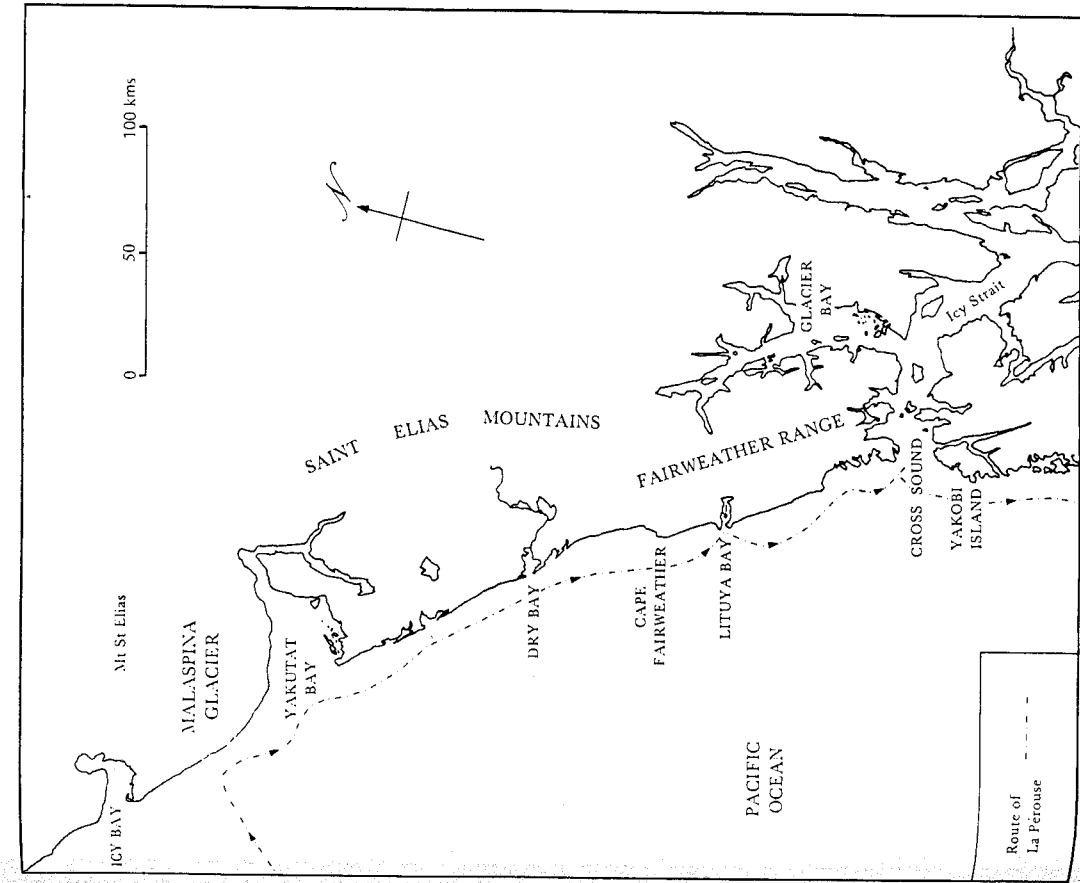 Mt St Elias
ICY BAY
MALASPINA
GLACIER
YAKUTAT
BAY
SAINT ELIAS MOUNTAINS
0 50 100 kms
N
DRY BAY
CAPE
FAIRWEATHER
LITUYA BAY
FAIRWEATHER RANGE
GLACIER
BAY
Icy Strait
CROSS SOUND
YAKOBI
ISLAND
PACIFIC
OCEAN
Route of
La Pérouse